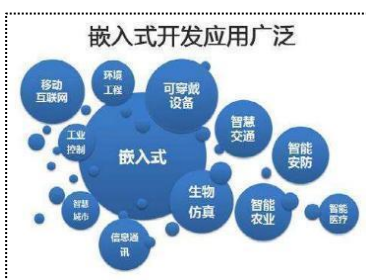 嵌入式开发应用广泛
移动
互联网
环境
工程
可穿戴
设备
智慧
交通
工业
控制
嵌入式
智能
安防
生物
仿真
智慧
城市
智能
农业
智能
医疗
信息通
讯